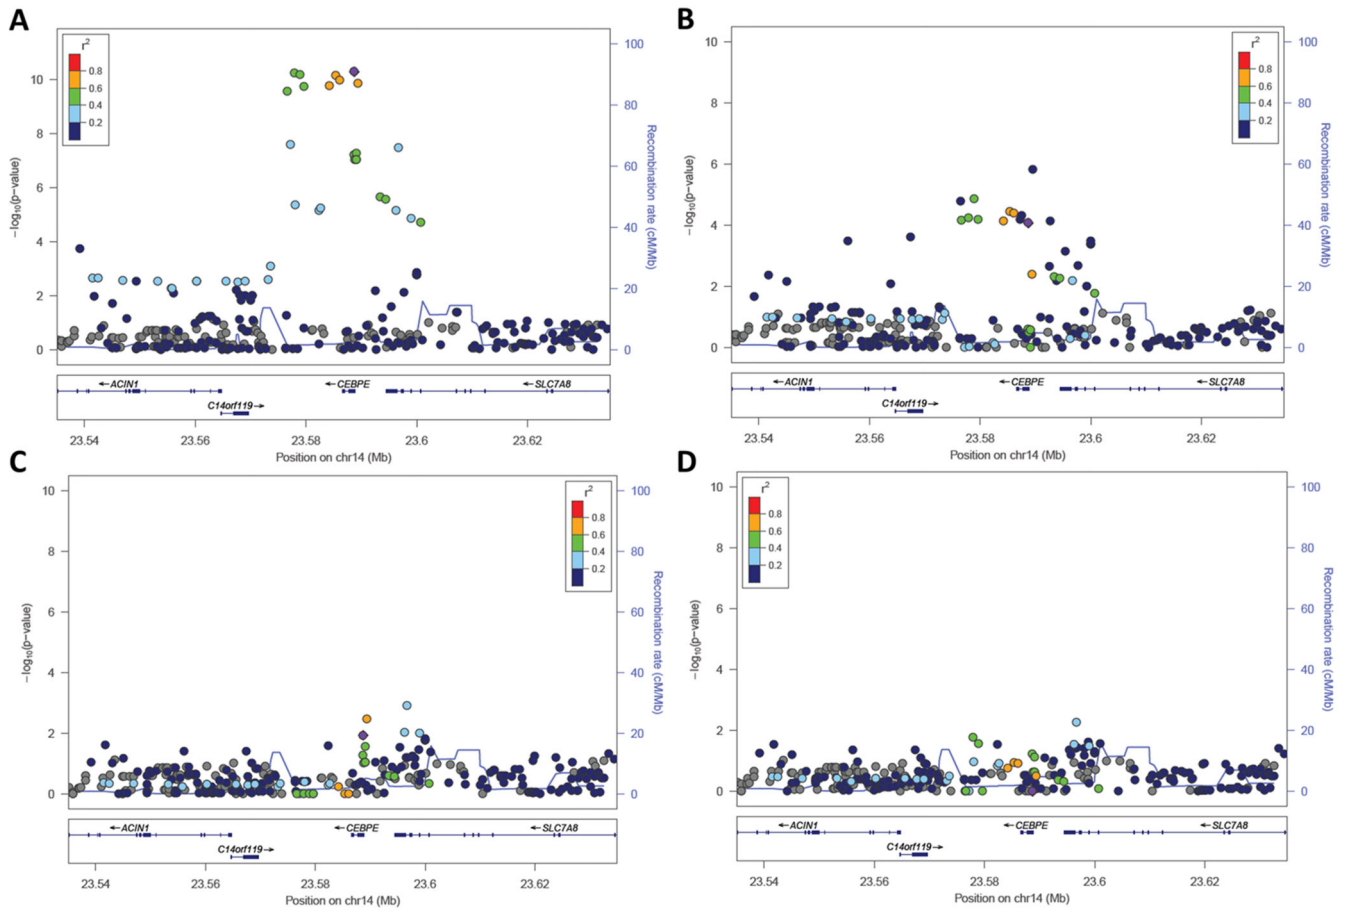 A
r²
0.8
0.6
0.4
0.2
10
8
6
4
2
0
−log10(p−value)
100
80
60
40
20
0
Recombination rate (cM/Mb)
←ACIN1
←CEBPE
←SLC7A8
C14orf119→
23.54
23.56
23.58
23.6
23.62
Position on chr14 (Mb)
B
r²
0.8
0.6
0.4
0.2
10
8
6
4
2
0
−log10(p−value)
100
80
60
40
20
0
Recombination rate (cM/Mb)
←ACIN1
←CEBPE
←SLC7A8
C14orf119→
23.54
23.56
23.58
23.6
23.62
Position on chr14 (Mb)
C
r²
0.8
0.6
0.4
0.2
10
8
6
4
2
0
−log10(p−value)
100
80
60
40
20
0
Recombination rate (cM/Mb)
←ACIN1
←CEBPE
←SLC7A8
C14orf119→
23.54
23.56
23.58
23.6
23.62
Position on chr14 (Mb)
D
r²
0.8
0.6
0.4
0.2
10
8
6
4
2
0
−log10(p−value)
100
80
60
40
20
0
Recombination rate (cM/Mb)
←ACIN1
←CEBPE
←SLC7A8
C14orf119→
23.54
23.56
23.58
23.6
23.62
Position on chr14 (Mb)